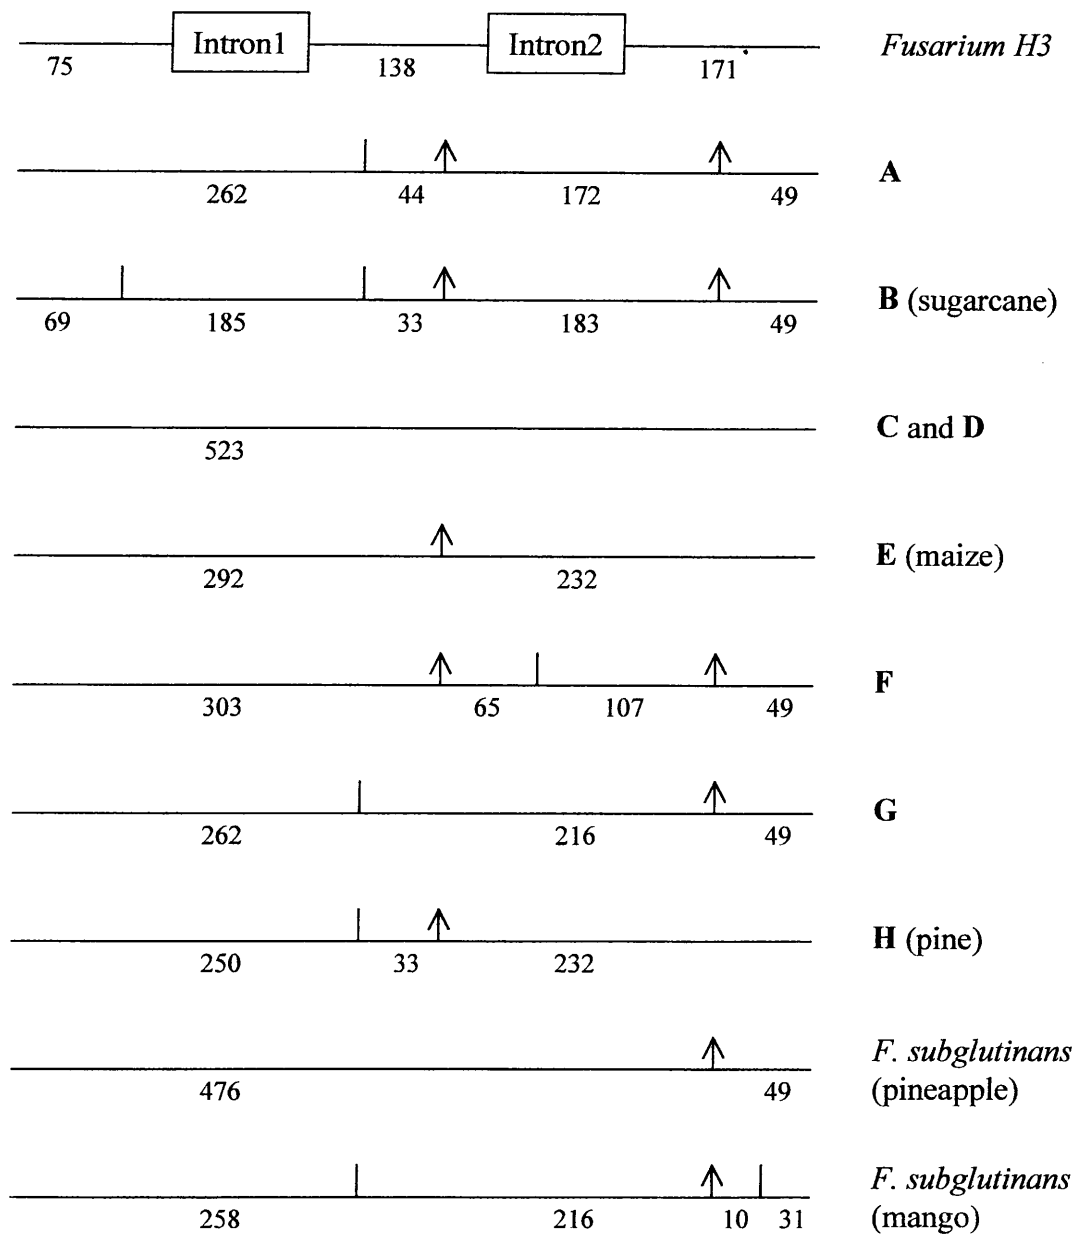 Intron1 Intron2 Fusarium H3
75 138 171
A
262 44 172 49
B (sugarcane)
69 185 33 183 49
C and D
523
E (maize)
292 232
F
303 65 107 49
G
262 216 49
H (pine)
250 33 232
F. subglutinans
476 49 (pineapple)
F. subglutinans
258 216 10 31 (mango)